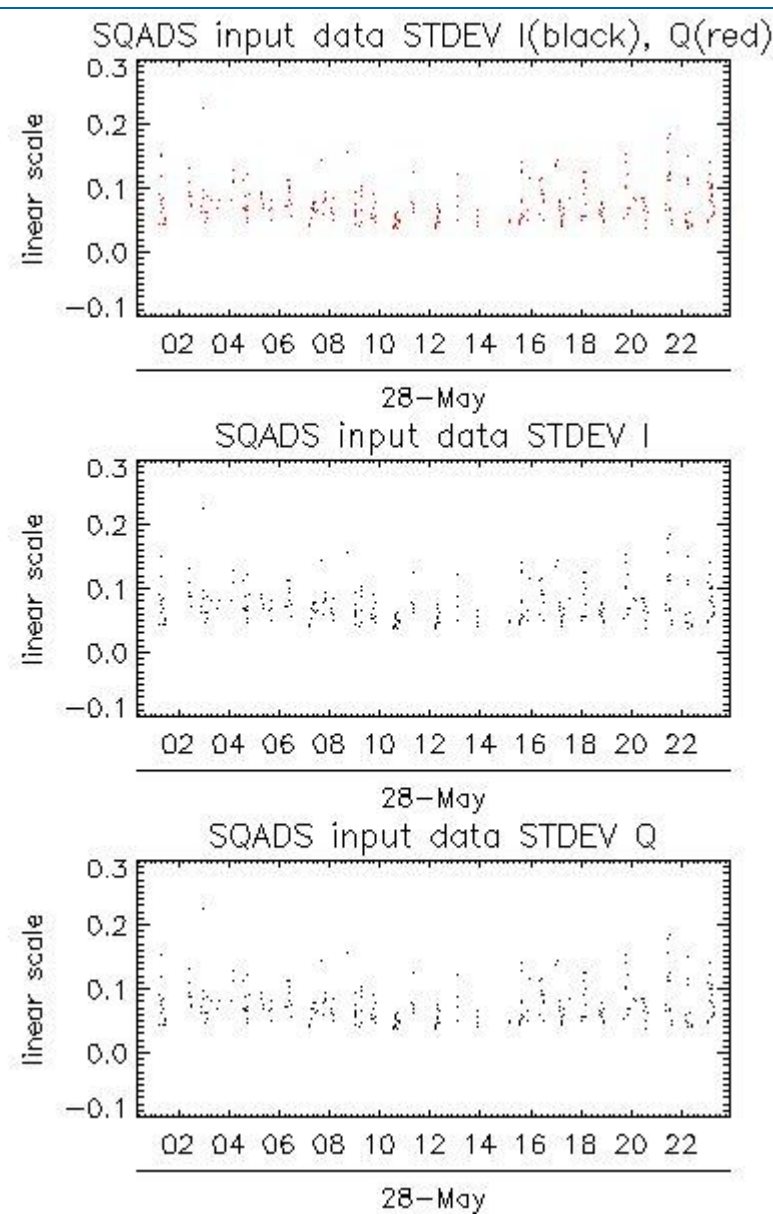 SQADS input data STDEV I(black), Q(red)
0.3
0.2
0.1
0.0
−0.1
linear scale
02 04 06 08 10 12 14 16 18 20 22
28−May
SQADS input data STDEV I
0.3
0.2
0.1
0.0
−0.1
linear scale
02 04 06 08 10 12 14 16 18 20 22
28−May
SQADS input data STDEV Q
0.3
0.2
0.1
0.0
−0.1
linear scale
02 04 06 08 10 12 14 16 18 20 22
28−May